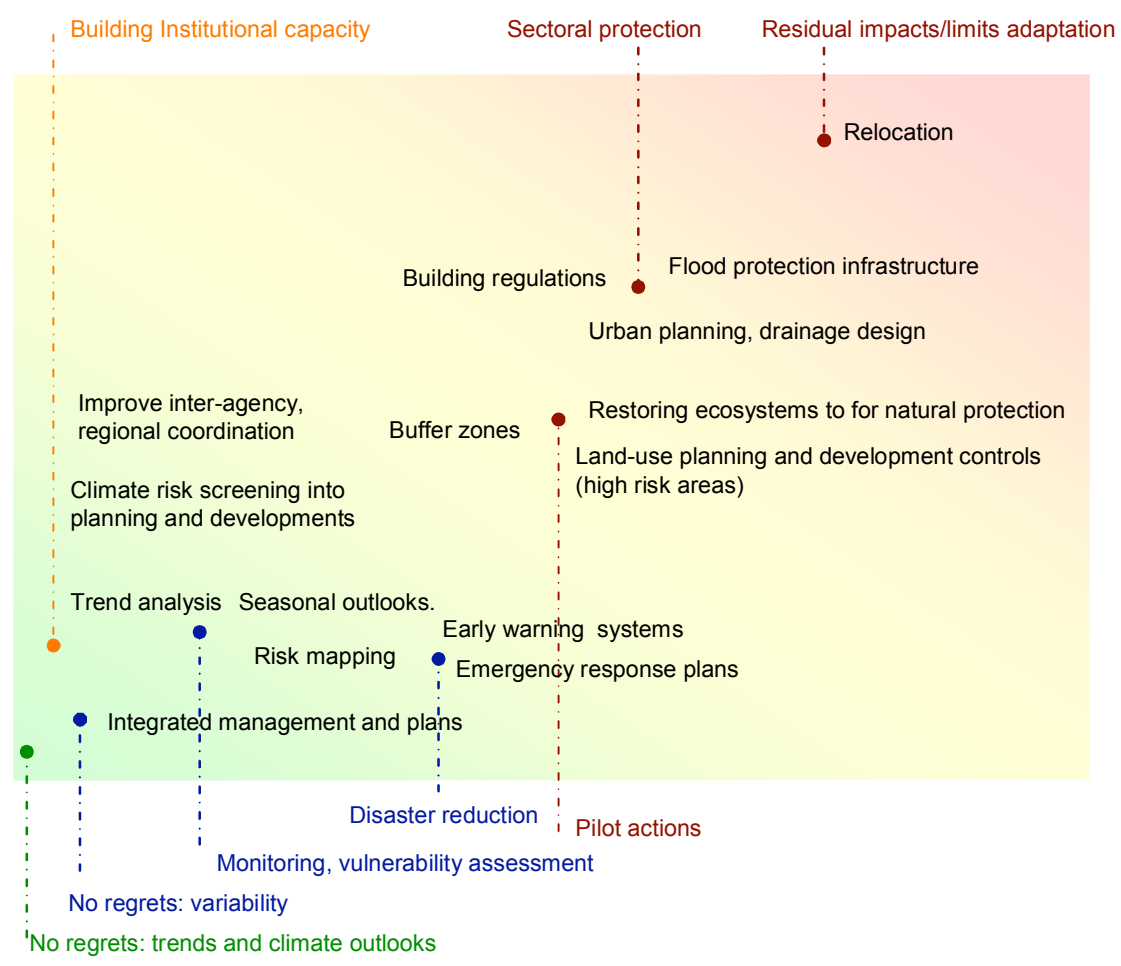 Building Institutional capacity
Sectoral protection
Residual impacts/limits adaptation
Relocation
Flood protection infrastructure
Building regulations
Urban planning, drainage design
Improve inter-agency,
regional coordination
Restoring ecosystems to for natural protection
Buffer zones
Land-use planning and development controls
(high risk areas)
Climate risk screening into
planning and developments
Trend analysis
Seasonal outlooks.
Early warning systems
Risk mapping
Emergency response plans
Integrated management and plans
Disaster reduction
Pilot actions
Monitoring, vulnerability assessment
No regrets: variability
No regrets: trends and climate outlooks